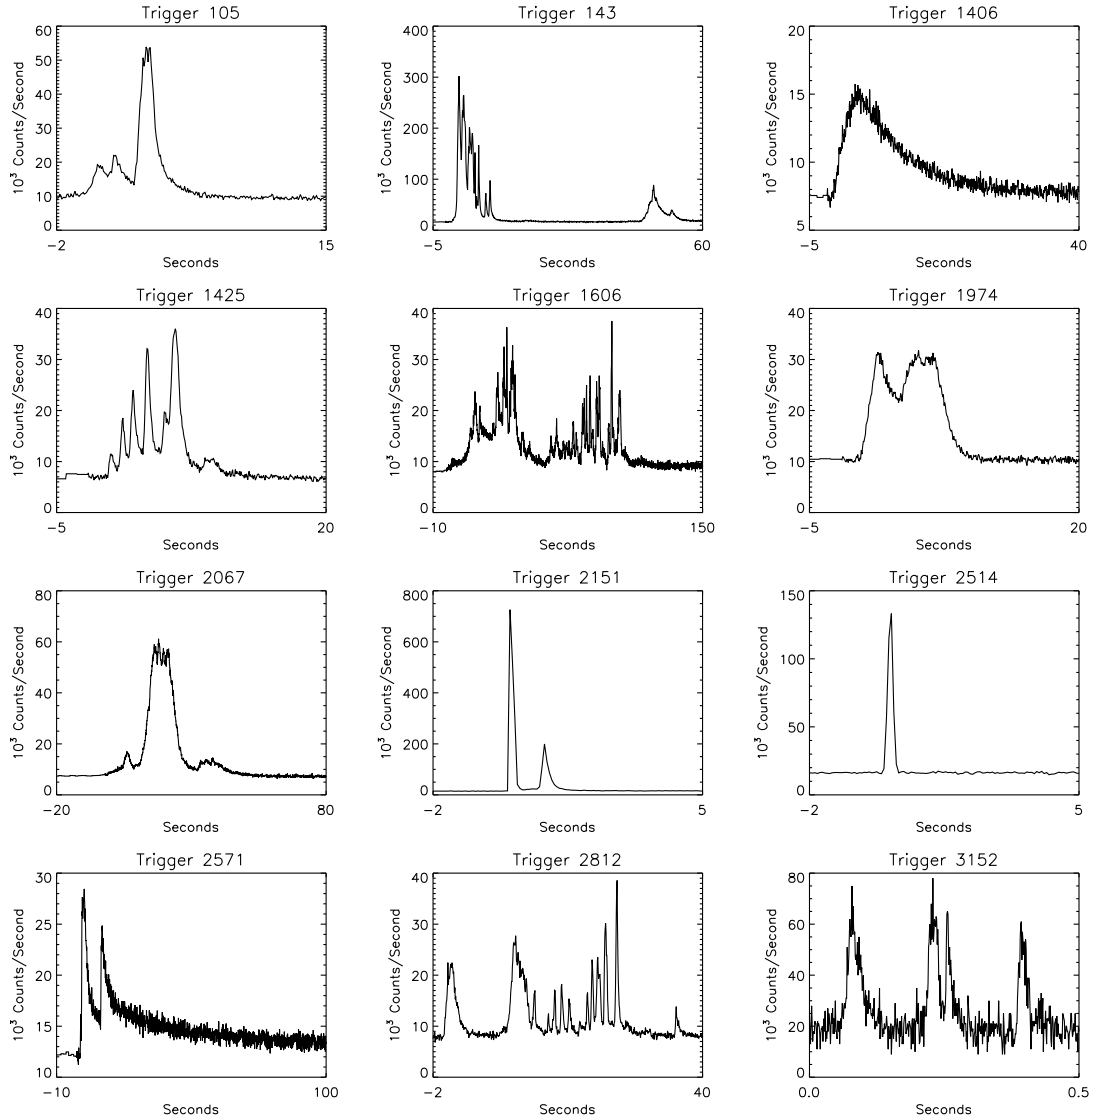 Trigger 105
60
50
40
30
20
10
0
10³ Counts/Second
-2
15
Seconds
Trigger 143
400
300
200
100
0
10³ Counts/Second
-5
60
Seconds
Trigger 1406
20
15
10
5
10³ Counts/Second
-5
40
Seconds
Trigger 1425
40
30
20
10
0
10³ Counts/Second
-5
20
Seconds
Trigger 1606
40
30
20
10
0
10³ Counts/Second
-10
150
Seconds
Trigger 1974
40
30
20
10
0
10³ Counts/Second
-5
20
Seconds
Trigger 2067
80
60
40
20
0
10³ Counts/Second
-20
80
Seconds
Trigger 2151
800
600
400
200
0
10³ Counts/Second
-2
5
Seconds
Trigger 2514
150
100
50
0
10³ Counts/Second
-2
5
Seconds
Trigger 2571
30
25
20
15
10
10³ Counts/Second
-10
100
Seconds
Trigger 2812
40
30
20
10
0
10³ Counts/Second
-2
40
Seconds
Trigger 3152
80
60
40
20
0
10³ Counts/Second
0.0
0.5
Seconds